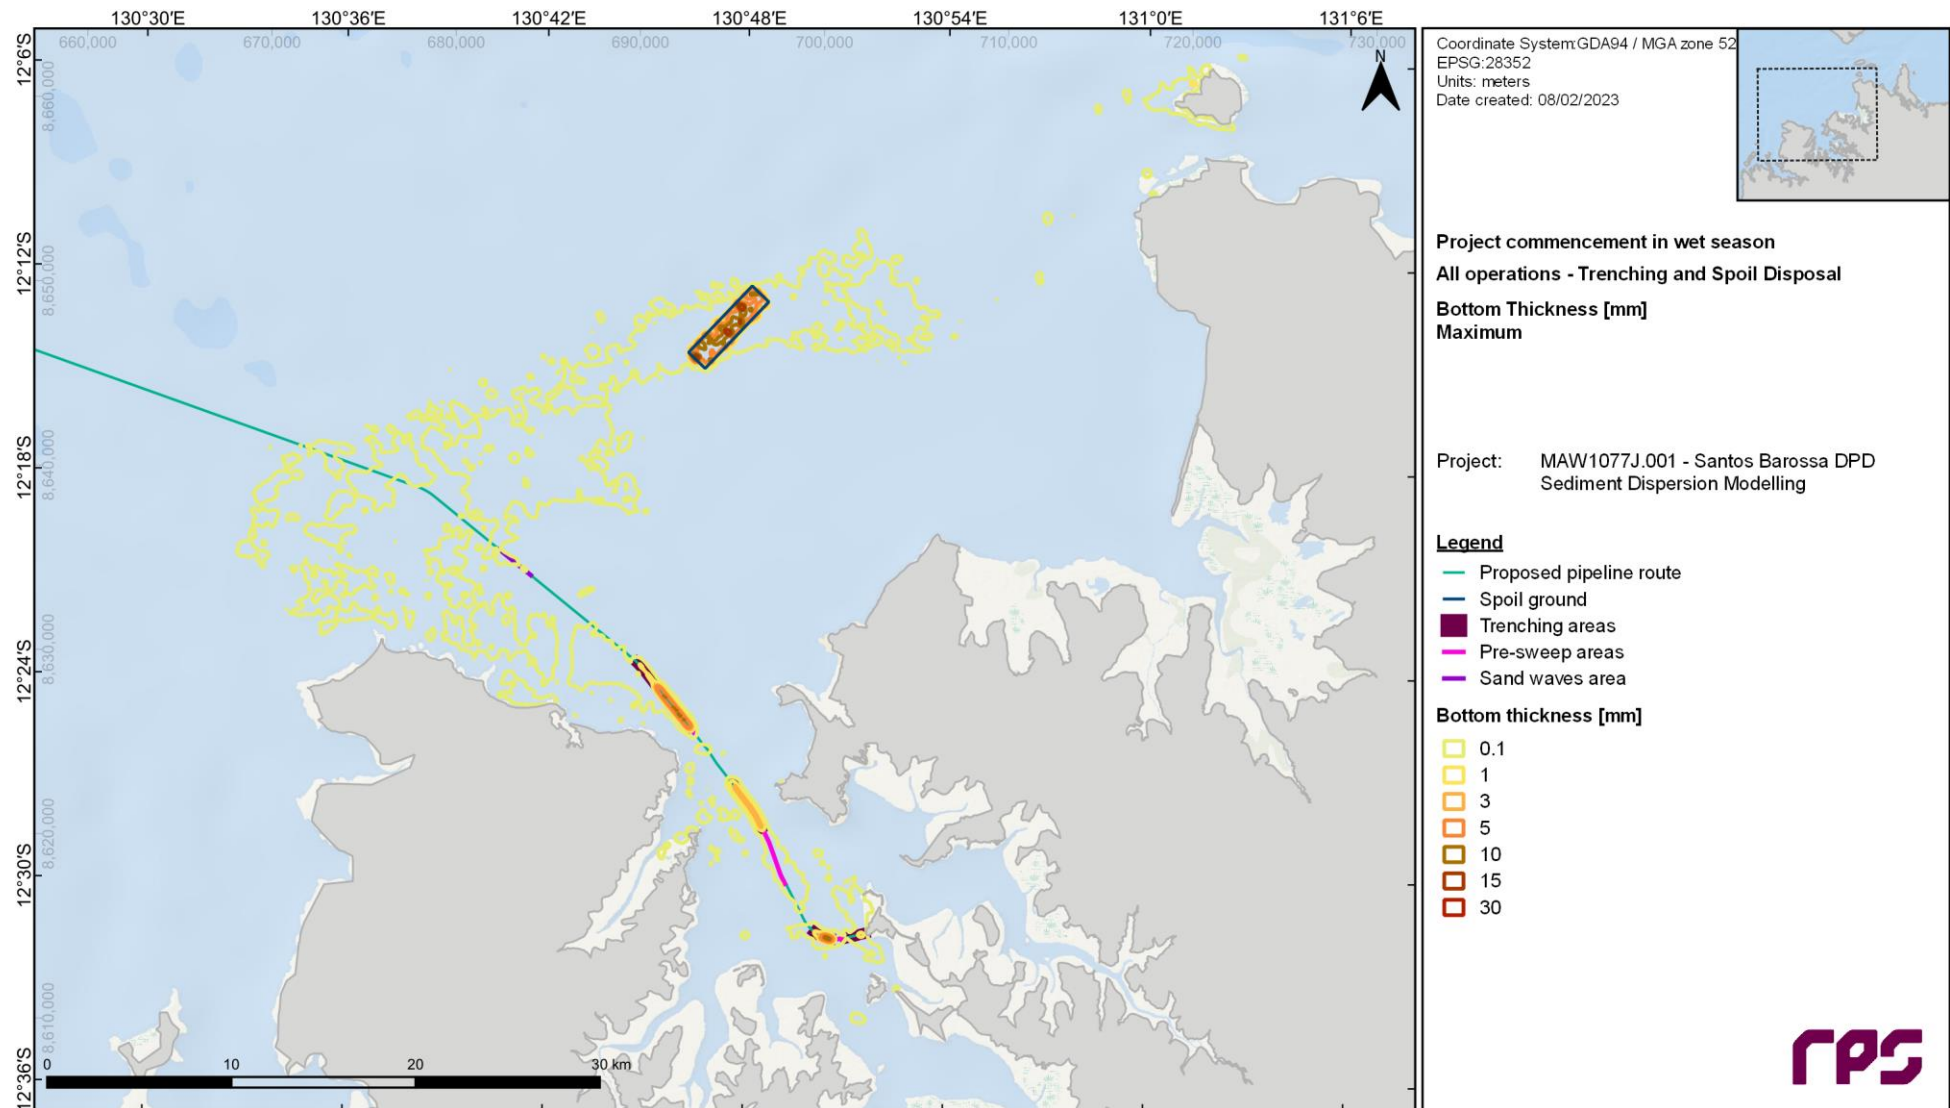 130°30'E 130°36'E 130°42'E 130°48'E 130°54'E 131°0'E 131°6'E
660,000 670,000 680,000 690,000 700,000 710,000 720,000 730,000
12°6'S
8,660,000
12°12'S
8,650,000
12°18'S
8,640,000
12°24'S
8,630,000
12°30'S
8,620,000
12°36'S
8,610,000
N
0 10 20 30 km
Coordinate System:GDA94 / MGA zone 52
EPSG:28352
Units: meters
Date created: 08/02/2023
Project commencement in wet season
All operations - Trenching and Spoil Disposal
Bottom Thickness [mm]
Maximum
Project: MAW1077J.001 - Santos Barossa DPD
Sediment Dispersion Modelling
Legend
Proposed pipeline route
Spoil ground
Trenching areas
Pre-sweep areas
Sand waves area
Bottom thickness [mm]
0.1
1
3
5
10
15
30
rps